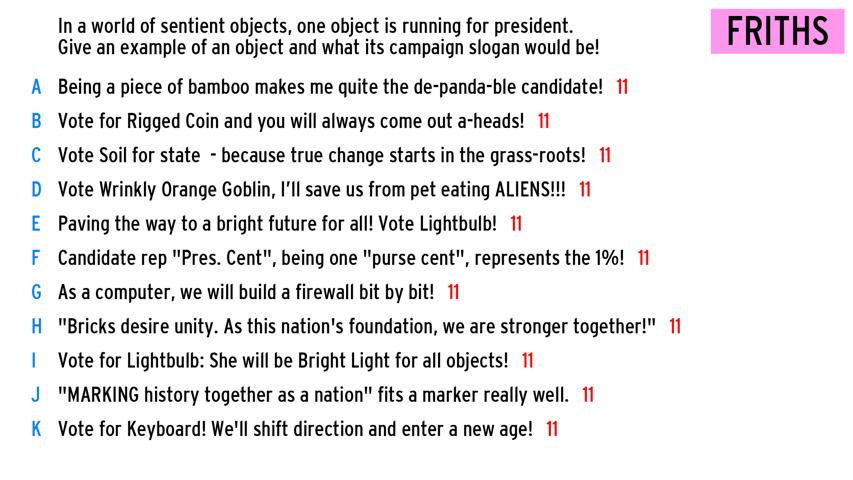 In a world of sentient objects, one object is running for president.
Give an example of an object and what its campaign slogan would be!
FRITHS
A Being a piece of bamboo makes me quite the de-panda-ble candidate! 11
B Vote for Rigged Coin and you will always come out a-heads! 11
C Vote Soil for state - because true change starts in the grass-roots! 11
D Vote Wrinkly Orange Goblin, I'll save us from pet eating ALIENS!!! 11
E Paving the way to a bright future for all! Vote Lightbulb! 11
F Candidate rep "Pres. Cent", being one "purse cent", represents the 1%! 11
G As a computer, we will build a firewall bit by bit! 11
H "Bricks desire unity. As this nation's foundation, we are stronger together!" 11
I Vote for Lightbulb: She will be Bright Light for all objects! 11
J "MARKING history together as a nation" fits a marker really well. 11
K Vote for Keyboard! We'll shift direction and enter a new age! 11